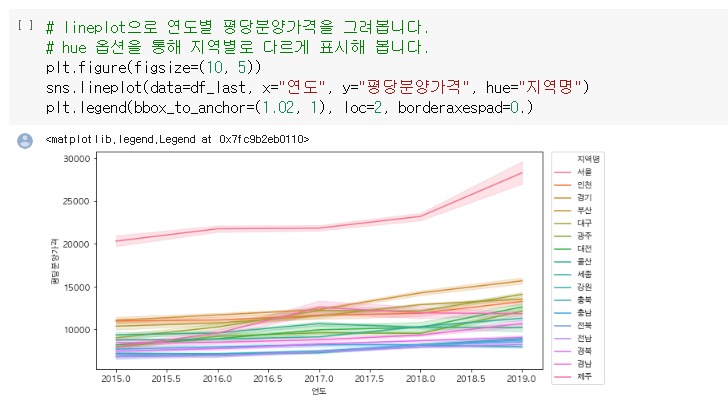 [ ] # lineplot으로 연도별 평당분양가격을 그려봅니다.
# hue 옵션을 통해 지역별로 다르게 표시해 봅니다.
plt.figure(figsize=(10, 5))
sns.lineplot(data=df_last, x="연도", y="평당분양가격", hue="지역명")
plt.legend(bbox_to_anchor=(1.02, 1), loc=2, borderaxespad=0.)
<matplotlib.legend.Legend at 0x7fc9b2eb0110>
30000
25000
20000
15000
10000
평당분양가격
2015.0 2015.5 2016.0 2016.5 2017.0 2017.5 2018.0 2018.5 2019.0
연도
지역명
서울
인천
경기
부산
대구
광주
대전
울산
세종
강원
충북
충남
전북
전남
경북
경남
제주